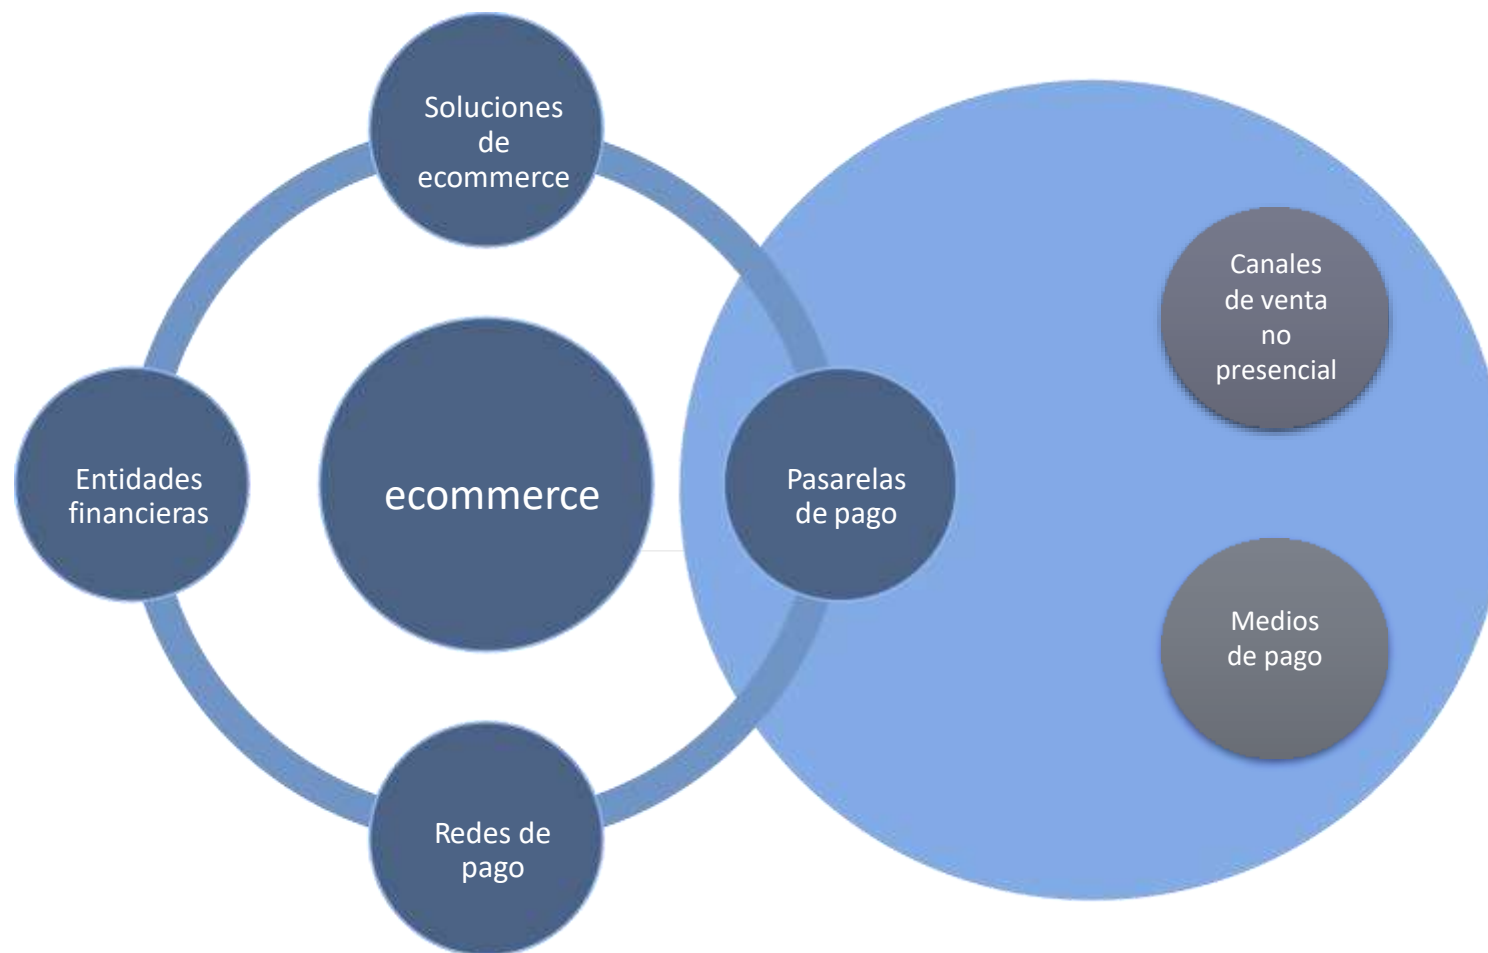 Soluciones
de
ecommerce
Canales
de venta
no
presencial
Entidades
financieras
ecommerce
Pasarelas
de pago
Medios
de pago
Redes de
pago